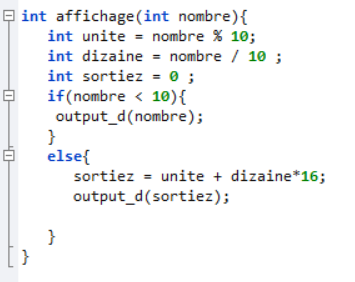 int affichage(int nombre){
int unite = nombre % 10;
int dizaine = nombre / 10 ;
int sortiez = 0 ;
if(nombre < 10){
output_d(nombre);
}
else{
sortiez = unite + dizaine*16;
output_d(sortiez);
}
}